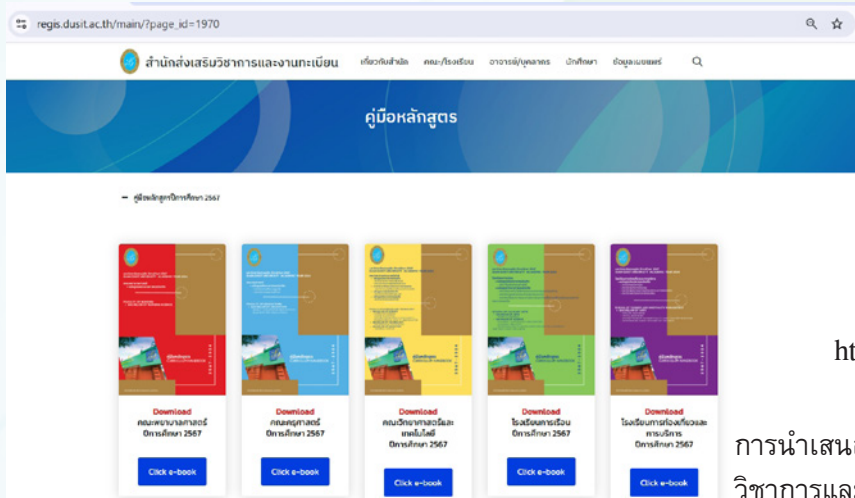 regis.dusit.ac.th/main/?page_id=1970
สำนักส่งเสริมวิชาการและงานทะเบียน
เกี่ยวกับสำนัก คณะ/โรงเรียน อาจารย์/บุคลากร นักศึกษา ข้อมูลเผยแพร่
คู่มือหลักสูตร
คู่มือหลักสูตรปีการศึกษา 2567
Download
คณะพยาบาลศาสตร์
ปีการศึกษา 2567
Click e-book
Download
คณะครุศาสตร์
ปีการศึกษา 2567
Click e-book
Download
คณะวิทยาศาสตร์และ
เทคโนโลยี
ปีการศึกษา 2567
Click e-book
Download
โรงเรียนการเรือน
ปีการศึกษา 2567
Click e-book
Download
โรงเรียนการท่องเที่ยวและ
การบริการ
ปีการศึกษา 2567
Click e-book
ht
การนำเสน
วิชาการและ